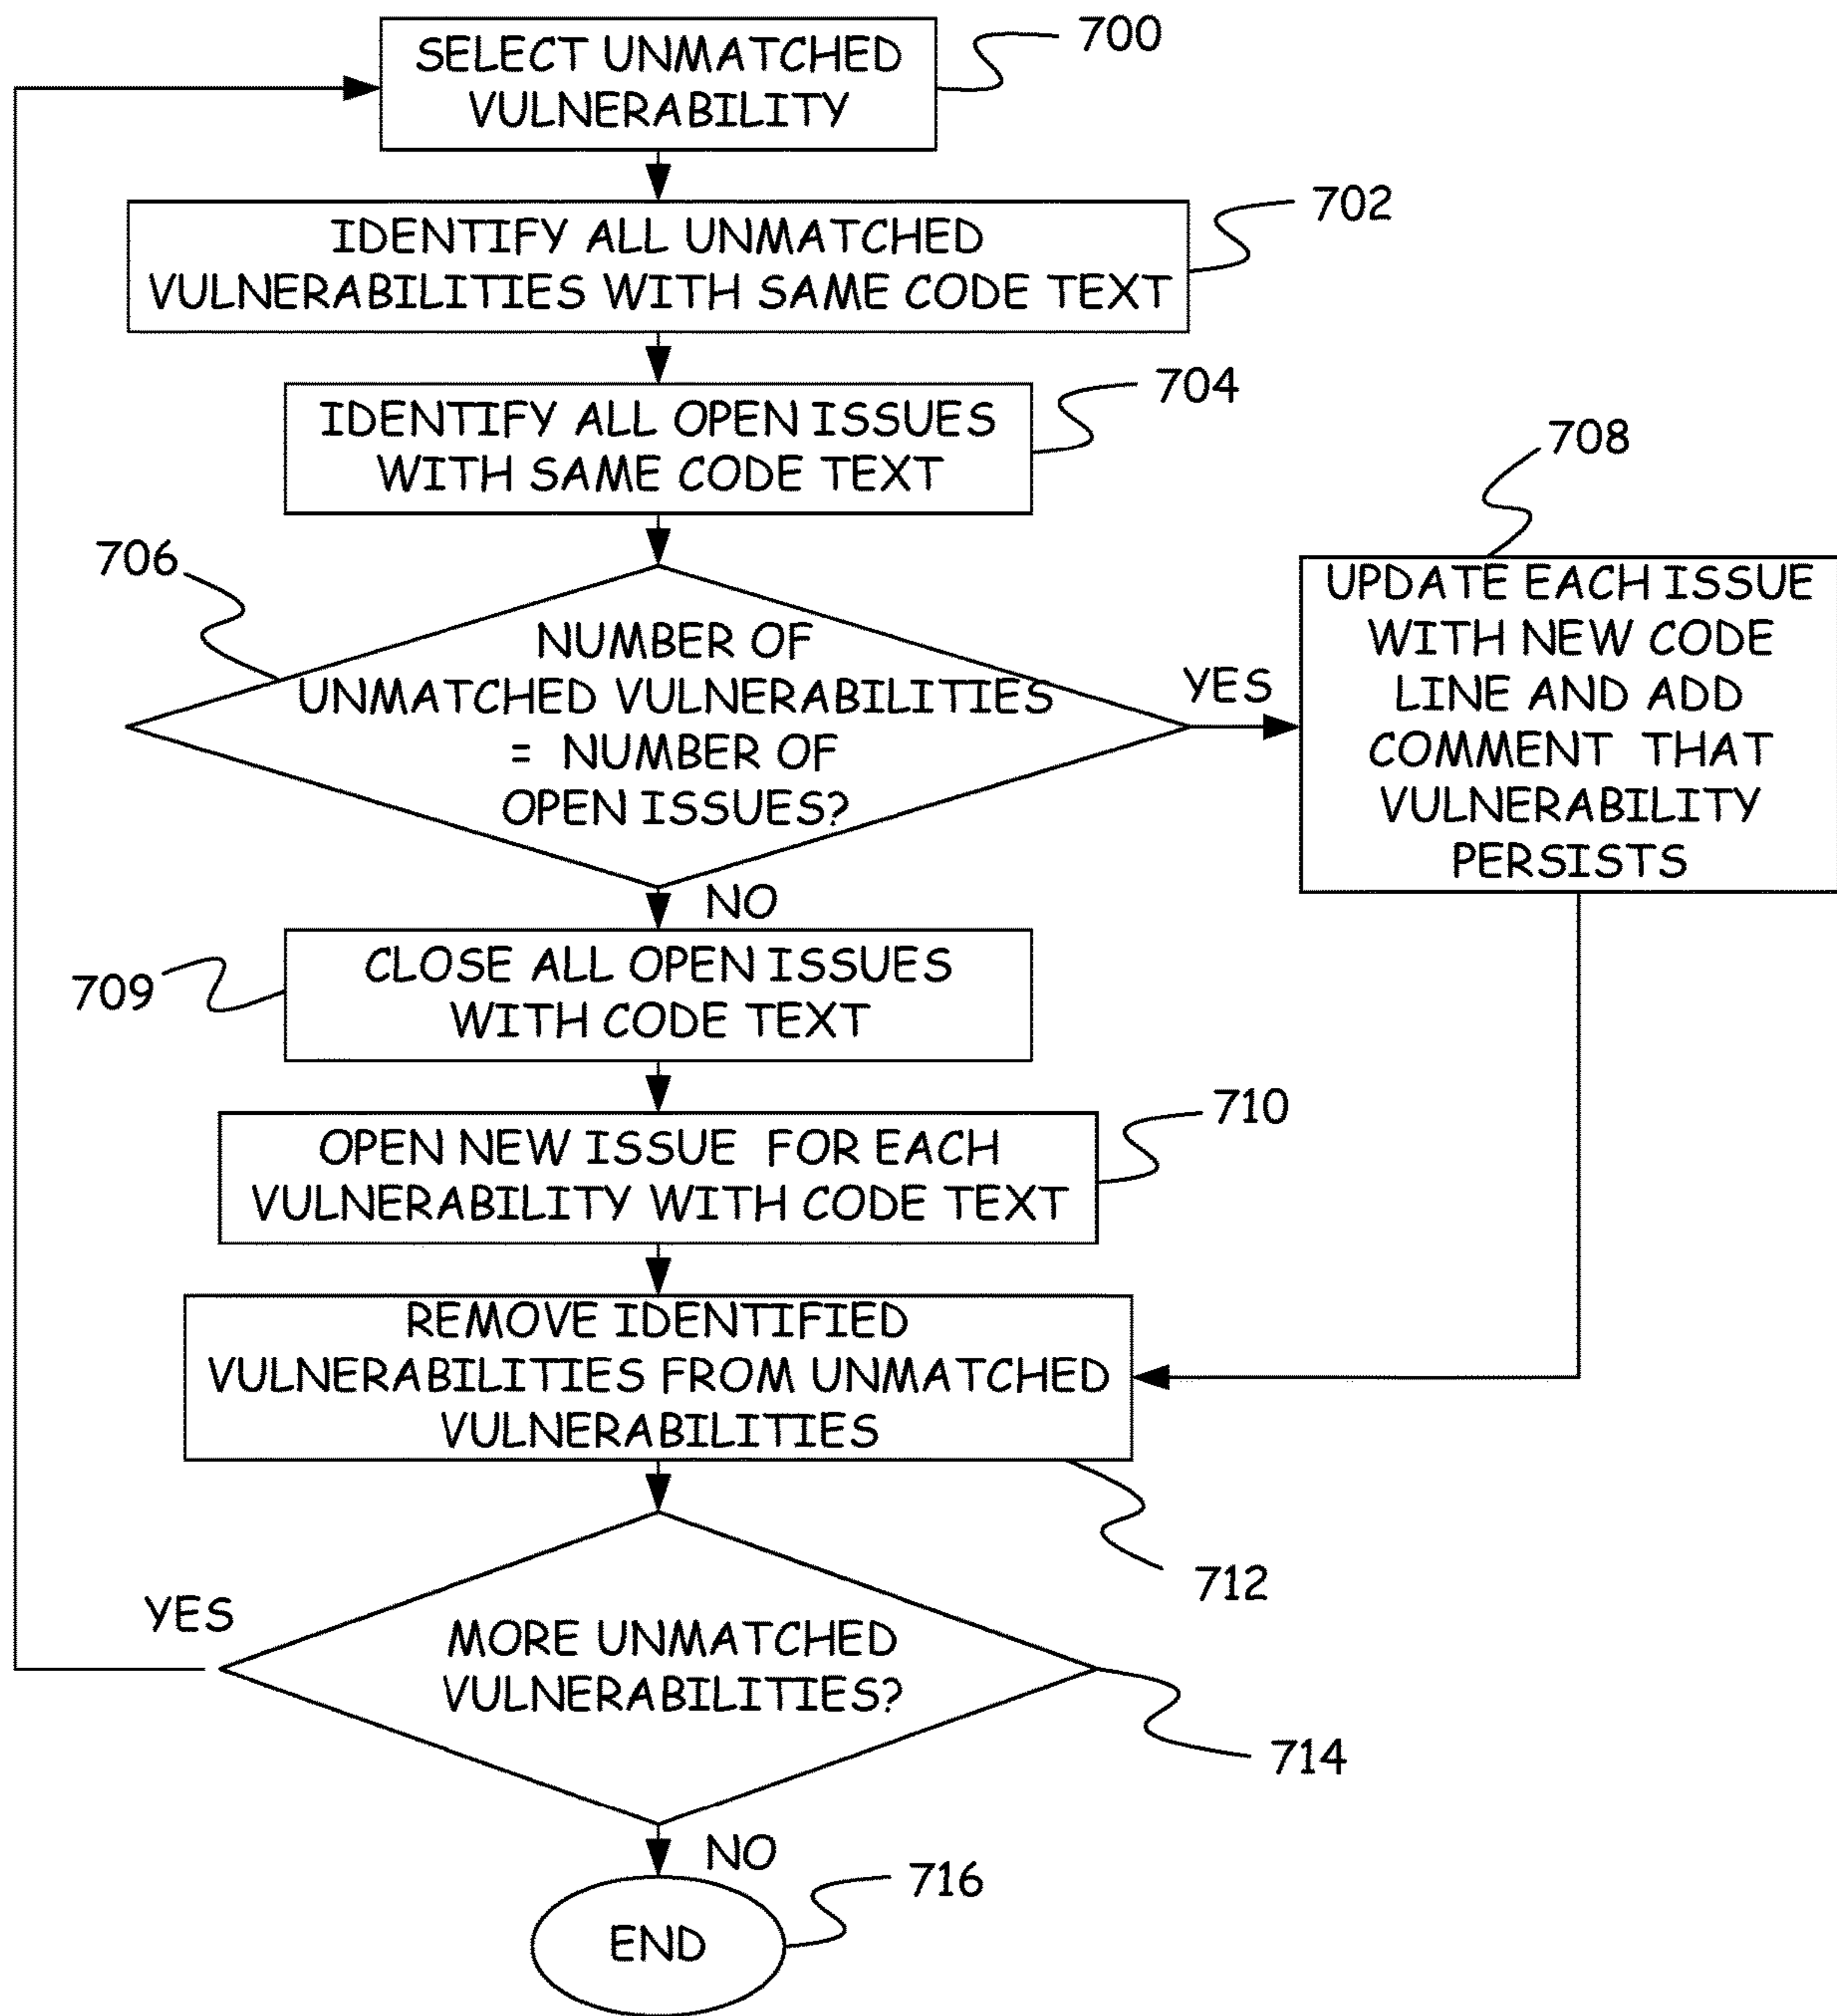 SELECT UNMATCHED
VULNERABILITY
700
IDENTIFY ALL UNMATCHED
VULNERABILITIES WITH SAME CODE TEXT
702
IDENTIFY ALL OPEN ISSUES
WITH SAME CODE TEXT
704
706
NUMBER OF
UNMATCHED VULNERABILITIES
= NUMBER OF
OPEN ISSUES?
YES
708
UPDATE EACH ISSUE
WITH NEW CODE
LINE AND ADD
COMMENT THAT
VULNERABILITY
PERSISTS
NO
709
CLOSE ALL OPEN ISSUES
WITH CODE TEXT
710
OPEN NEW ISSUE FOR EACH
VULNERABILITY WITH CODE TEXT
REMOVE IDENTIFIED
VULNERABILITIES FROM UNMATCHED
VULNERABILITIES
712
YES
MORE UNMATCHED
VULNERABILITIES?
714
NO
716
END